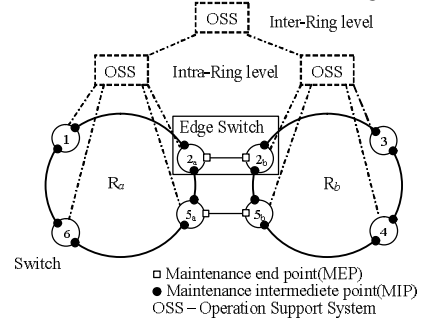 OSS
Inter-Ring level
OSS
Intra-Ring level
OSS
Edge Switch
1
2a
2b
3
Ra
Rb
6
5a
5b
4
Switch
Maintenance end point(MEP)
Maintenance intermediete point(MIP)
OSS – Operation Support System